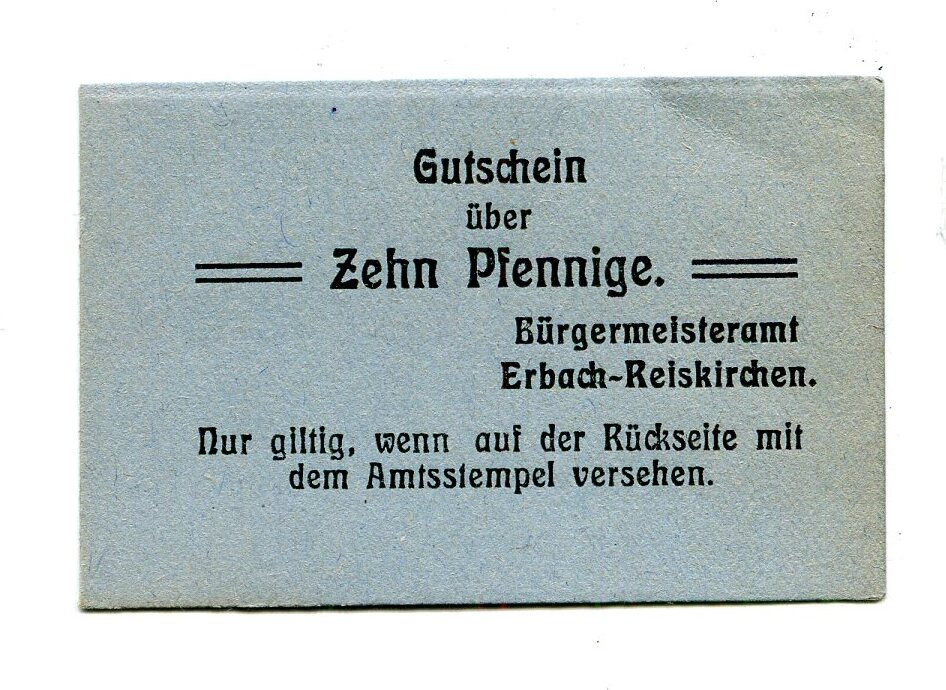 Gutschein
über
Zehn Pfennige.
Bürgermeisteramt
Erbach-Reiskirchen.
Nur giltig, wenn auf der Rückseite mit
dem Amtsstempel versehen.